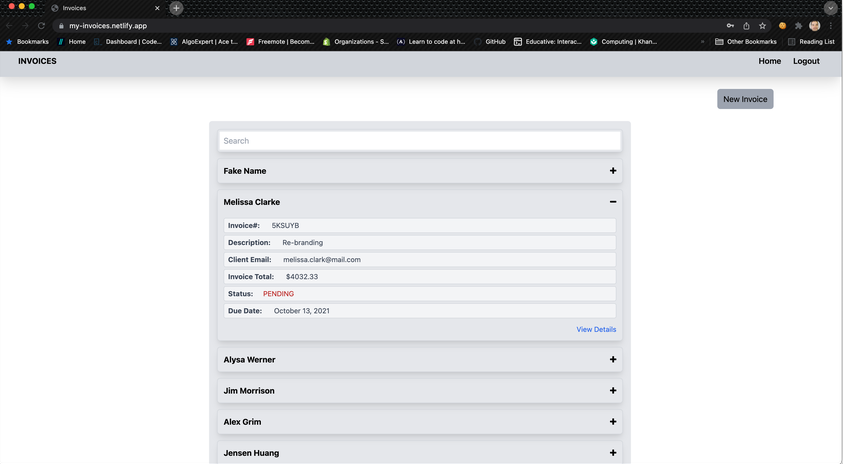 Invoices
my-invoices.netlify.app
Bookmarks Home Dashboard | Code... AlgoExpert | Ace t... Freemote | Becom... Organizations - S... Learn to code at h... GitHub Educative: Interac... Computing | Khan... » Other Bookmarks Reading List
INVOICES Home Logout
New Invoice
Search
Fake Name
Melissa Clarke
Invoice#: 5KSUYB
Description: Re-branding
Client Email: melissa.clark@mail.com
Invoice Total: $4032.33
Status: PENDING
Due Date: October 13, 2021
View Details
Alysa Werner
Jim Morrison
Alex Grim
Jensen Huang